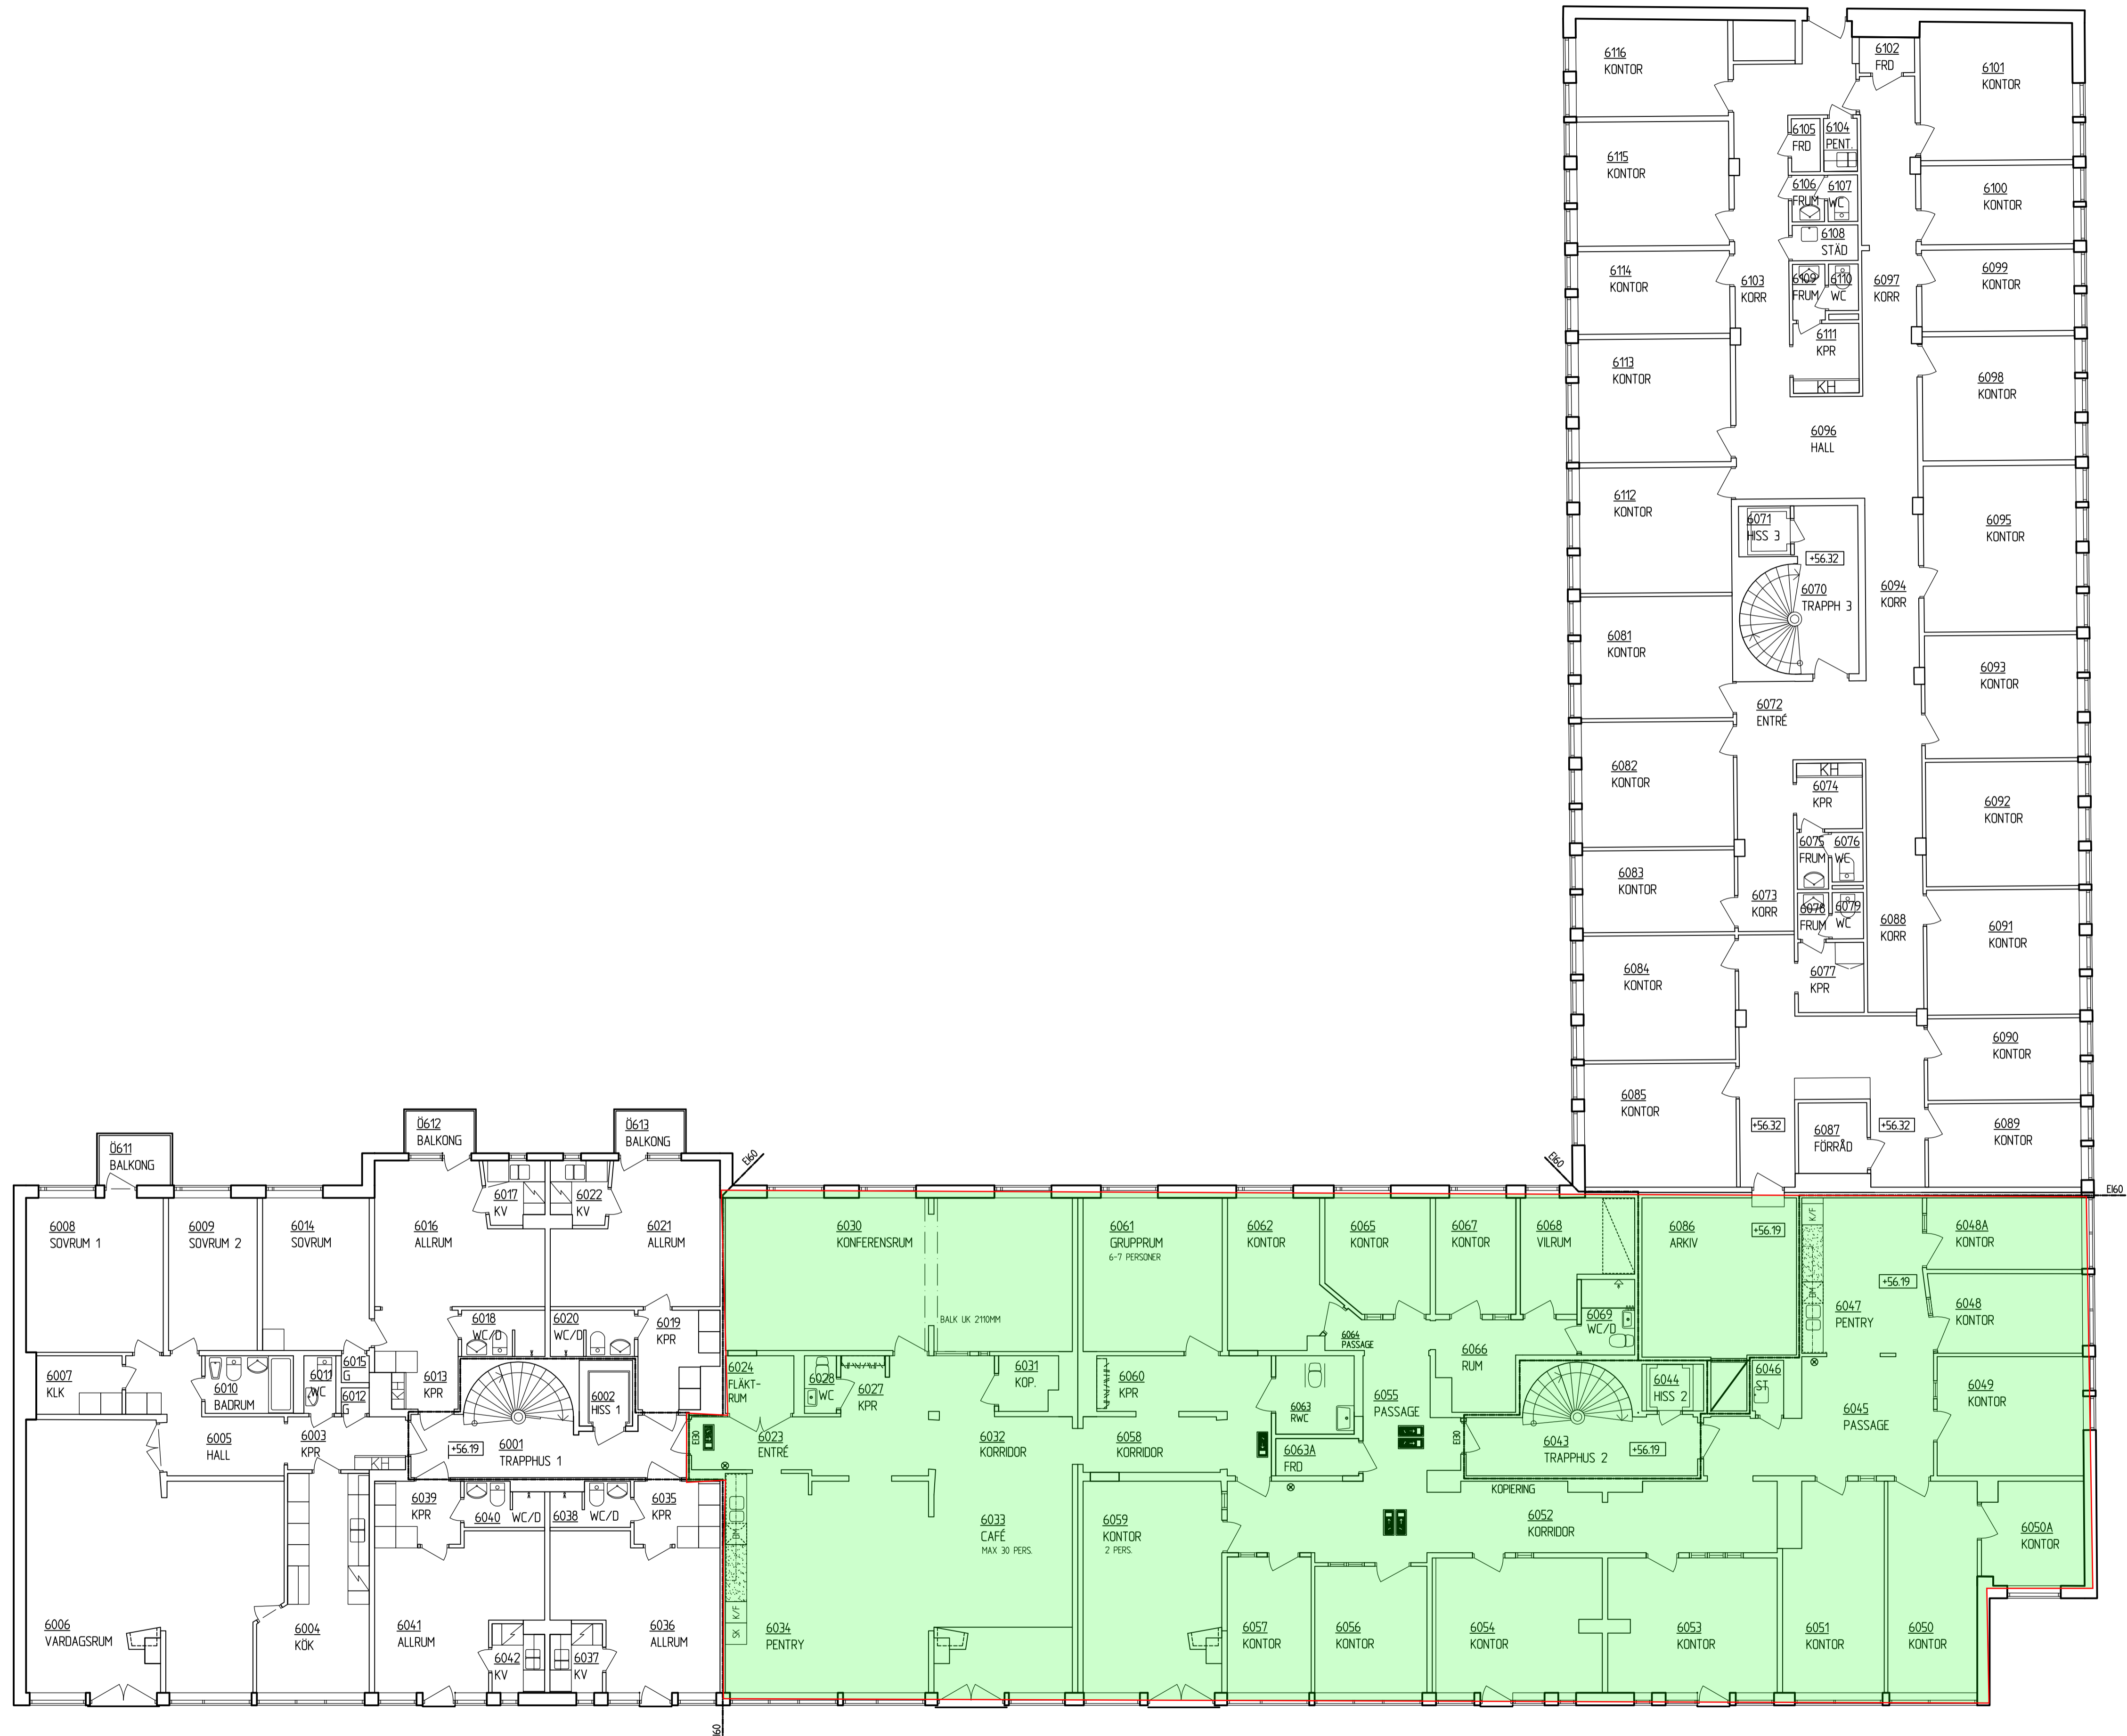 6116
KONTOR
6102
FRD
6101
KONTOR
6105
FRD
6104
PENT.
6115
KONTOR
6106
FRUM
6107
WC
6100
KONTOR
6108
STÄD
6114
KONTOR
6103
KORR
6109
FRUM
6110
WC
6097
KORR
6099
KONTOR
6111
KPR
KH
6113
KONTOR
6098
KONTOR
6096
HALL
6112
KONTOR
6071
HISS 3
+56.32
6095
KONTOR
6070
TRAPPH 3
6094
KORR
6081
KONTOR
6093
KONTOR
6072
ENTRÉ
6082
KONTOR
KH
6074
KPR
6092
KONTOR
6075
FRUM
6076
WC
6083
KONTOR
6073
KORR
6078
FRUM
6079
WC
6088
KORR
6091
KONTOR
6084
KONTOR
6077
KPR
6090
KONTOR
6085
KONTOR
+56.32
6087
FÖRRÅD
+56.32
6089
KONTOR
Ö611
BALKONG
Ö612
BALKONG
Ö613
BALKONG
EI60
EI60
EI60
6008
SOVRUM 1
6009
SOVRUM 2
6014
SOVRUM
6016
ALLRUM
6017
KV
6022
KV
6021
ALLRUM
6030
KONFERENSRUM
BALK UK 2110MM
6061
GRUPPRUM
6-7 PERSONER
6062
KONTOR
6065
KONTOR
6067
KONTOR
6068
VILRUM
6086
ARKIV
+56.19
K/F
DM
6048A
KONTOR
+56.19
6047
PENTRY
6048
KONTOR
6018
WC/D
6020
WC/D
6019
KPR
6064
PASSAGE
6066
RUM
6069
WC/D
6007
KLK
6010
BADRUM
6011
WC
6015
G
6012
G
6013
KPR
6002
HISS 1
6024
FLÄKT-
RUM
6028
WC
6027
KPR
6031
KOP.
6060
KPR
6063
RWC
6055
PASSAGE
6044
HISS 2
6046
ST
6045
PASSAGE
6049
KONTOR
6005
HALL
6003
KPR
KH
+56.19
6001
TRAPPHUS 1
EI30
6023
ENTRÉ
6032
KORRIDOR
6058
KORRIDOR
6063A
FRD
EI30
6043
TRAPPHUS 2
+56.19
6039
KPR
6040
WC/D
6038
WC/D
6035
KPR
DM
K/F
SK
6033
CAFÉ
MAX 30 PERS.
6059
KONTOR
2 PERS.
KOPIERING
6052
KORRIDOR
6050A
KONTOR
6006
VARDAGSRUM
6004
KÖK
6041
ALLRUM
6042
KV
6037
KV
6036
ALLRUM
6034
PENTRY
6057
KONTOR
6056
KONTOR
6054
KONTOR
6053
KONTOR
6051
KONTOR
6050
KONTOR
EI60